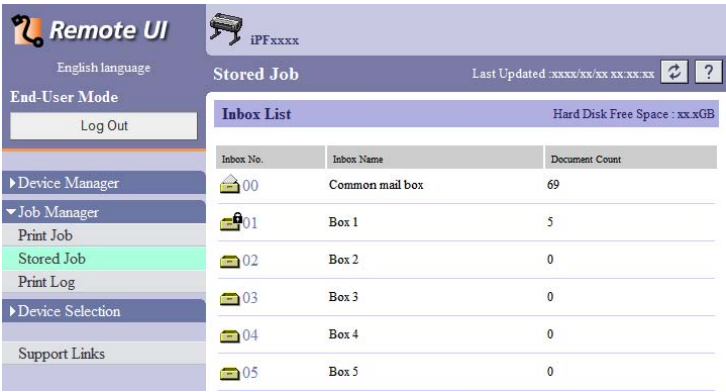 Remote UI
English language
End-User Mode
Log Out
Device Manager
Job Manager
Print Job
Stored Job
Print Log
Device Selection
Support Links
iPFxxxx
Stored Job
Last Updated :xxxx/xx/xx xx:xx:xx
?
Inbox List
Hard Disk Free Space : xx.xGB
Inbox No. Inbox Name Document Count
00 Common mail box 69
01 Box 1 5
02 Box 2 0
03 Box 3 0
04 Box 4 0
05 Box 5 0